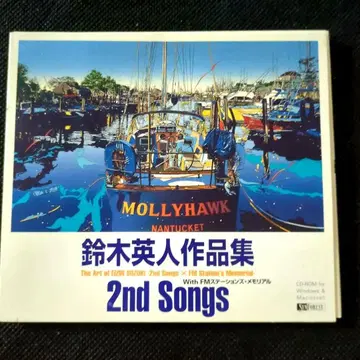 MOLLYHAWK
NANTUCKET
鈴木英人作品集
The Art of EIZIN SUZUKI 2nd Songs × FM Station's Memorial
With FMステーションズ・メモリアル
2nd Songs
CD-ROM for
Windows &
Macintosh